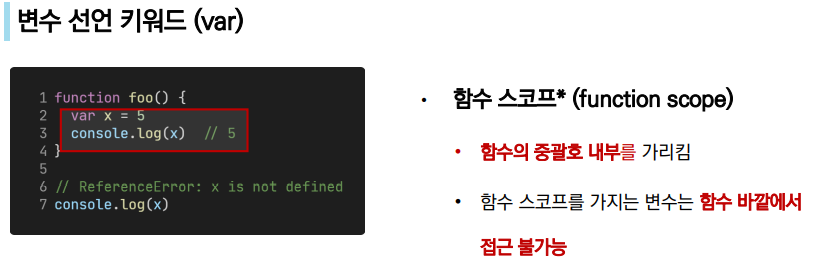 변수 선언 키워드 (var)
1 function foo() {
2   var x = 5
3   console.log(x)  // 5
4 }
5
6 // ReferenceError: x is not defined
7 console.log(x)
• 함수 스코프* (function scope)
• 함수의 중괄호 내부를 가리킴
• 함수 스코프를 가지는 변수는 함수 바깥에서
접근 불가능